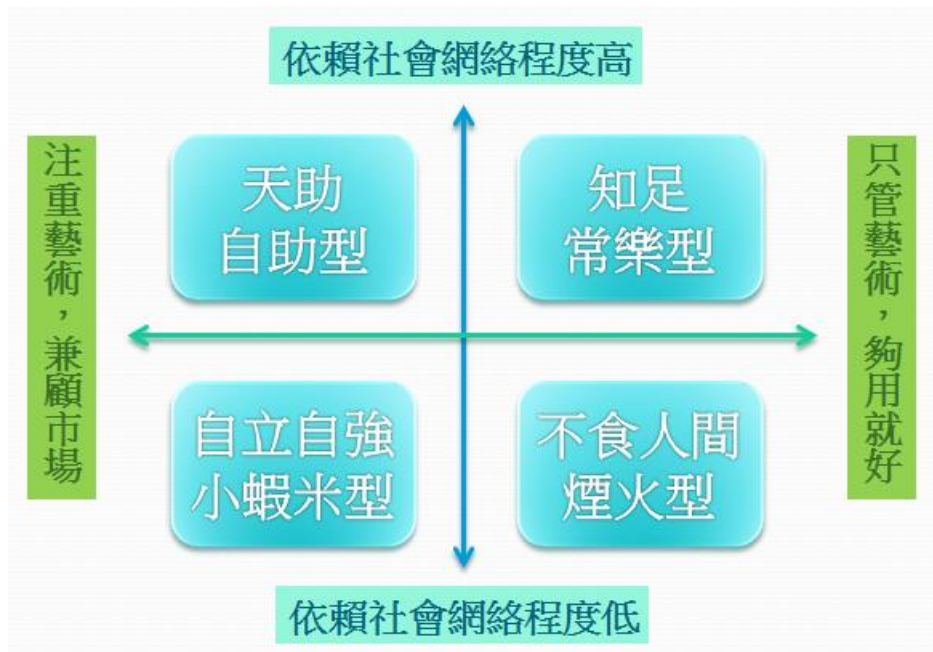 依賴社會網絡程度高
注重藝術，兼顧市場
天助
自助型
知足
常樂型
只管藝術，夠用就好
自立自強
小蝦米型
不食人間
煙火型
依賴社會網絡程度低